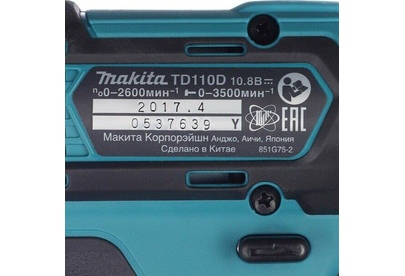 makita TD110D 10.8В
n₀0–2600мин⁻¹ 0–3500мин⁻¹
2017.4
0537639 Y
EAC
Макита Корпорэйшн Анджо, Аичи, Япония
Сделано в Китае 851G75-2